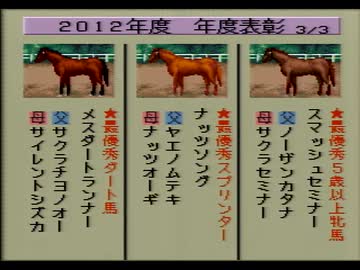 2012年度 年度表彰 3/3
★最優秀5歳以上牝馬
スマッシュセミナー
父 ノーザンカタナ
母 サクラセミナー
★最優秀スプリンター
ナッツソング
父 ヤエノムテキ
母 ナッツオーギ
★最優秀ダート馬
メスダートランナー
父 サクラチヨノオー
母 サイレントシズカ